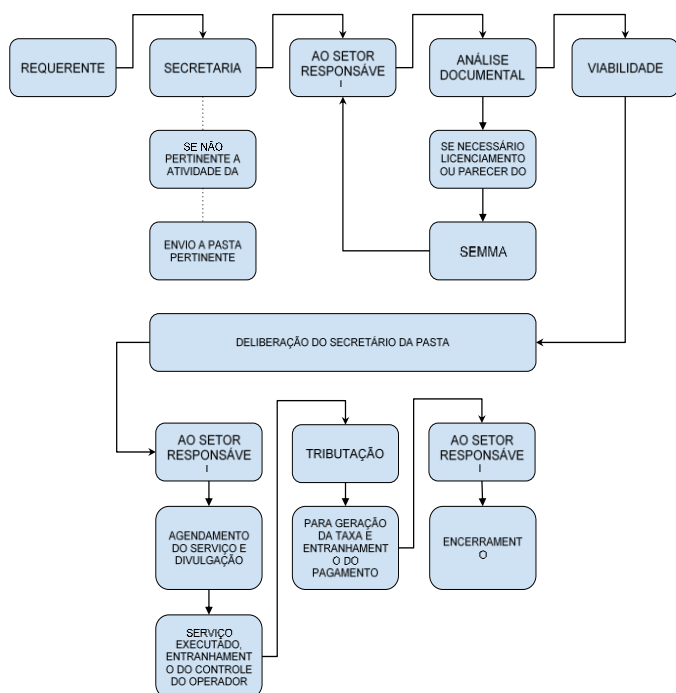 REQUERENTE
SECRETARIA
AO SETOR
RESPONSÁVE
l
ANÁLISE
DOCUMENTAL
VIABILIDADE
SE NÃO
PERTINENTE A
ATIVIDADE DA
SE NECESSÁRIO
LICENCIAMENTO
OU PARECER DO
ENVIO A PASTA
PERTINENTE
SEMMA
DELIBERAÇÃO DO SECRETÁRIO DA PASTA
AO SETOR
RESPONSÁVE
l
TRIBUTAÇÃO
AO SETOR
RESPONSÁVE
l
AGENDAMENTO
DO SERVIÇO E
DIVULGAÇÃO
PARA GERAÇÃO
DA TAXA E
ENTRANHAMENT
O DO
PAGAMENTO
ENCERRAMENT
O
SERVIÇO
EXECUTADO,
ENTRANHAMENT
O DO CONTROLE
DO OPERADOR